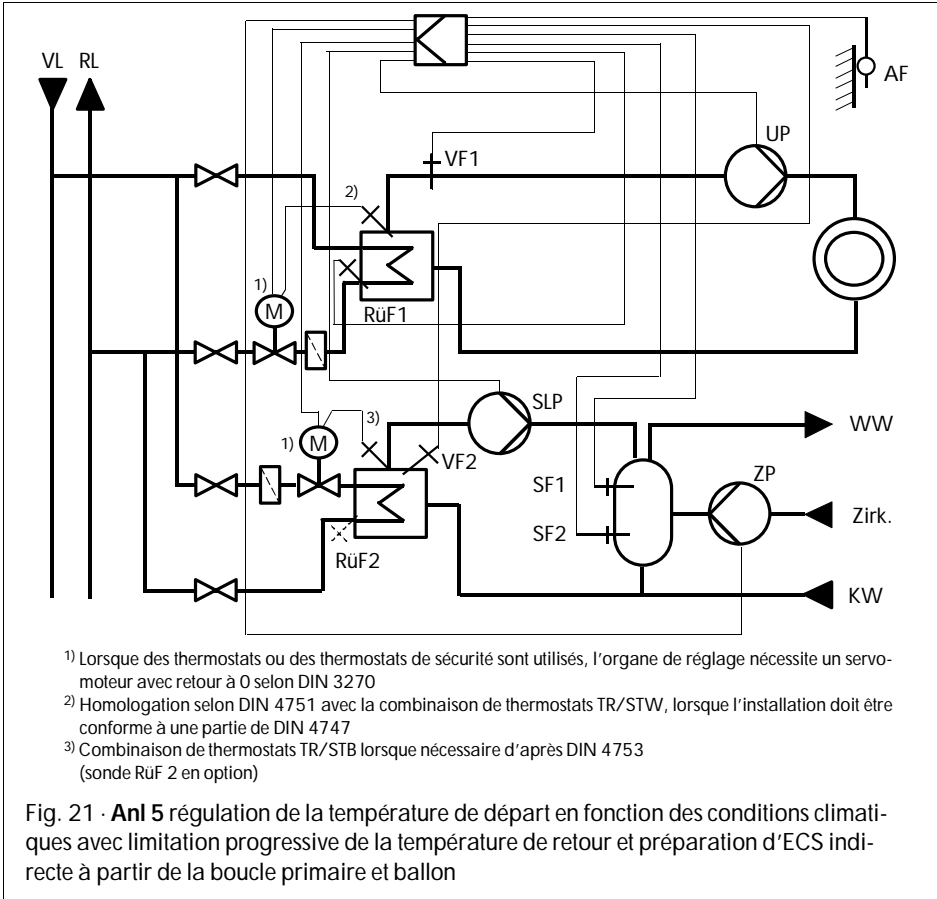 VL RL
AF
UP
VF1
2)
1)
M
RüF1
SLP
3)
1)
M
VF2
WW
SF1
ZP
SF2
Zirk.
RüF2
KW
1) Lorsque des thermostats ou des thermostats de sécurité sont utilisés, l'organe de réglage nécessite un servo-
moteur avec retour à 0 selon DIN 3270
2) Homologation selon DIN 4751 avec la combinaison de thermostats TR/STW, lorsque l'installation doit être
conforme à une partie de DIN 4747
3) Combinaison de thermostats TR/STB lorsque nécessaire d'après DIN 4753
(sonde RüF 2 en option)
Fig. 21 · Anl 5 régulation de la température de départ en fonction des conditions climati-
ques avec limitation progressive de la température de retour et préparation d'ECS indi-
recte à partir de la boucle primaire et ballon